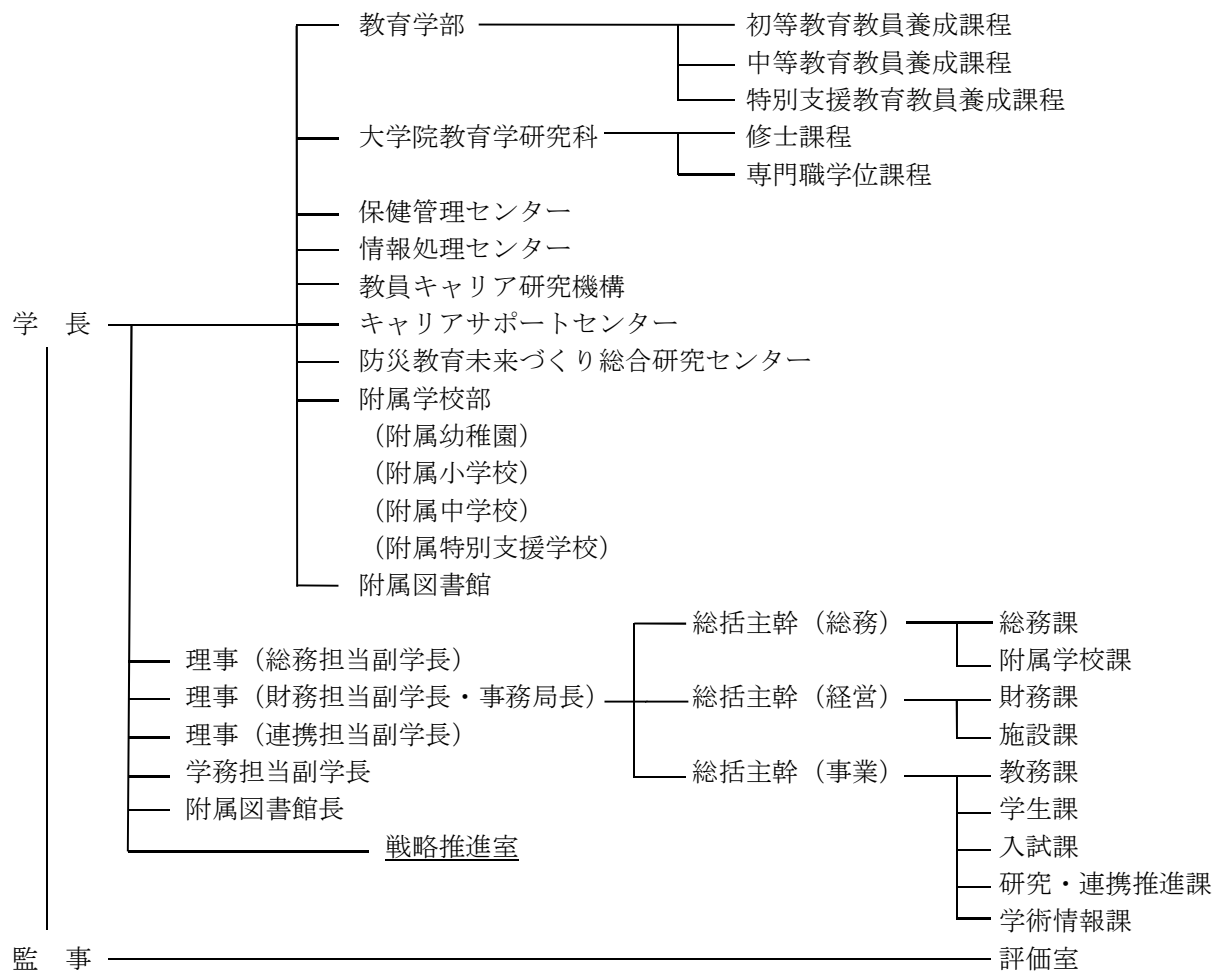 教育学部 初等教育教員養成課程
中等教育教員養成課程
特別支援教育教員養成課程
大学院教育学研究科 修士課程
専門職学位課程
保健管理センター
情報処理センター
教員キャリア研究機構
学 長 キャリアサポートセンター
防災教育未来づくり総合研究センター
附属学校部
（附属幼稚園）
（附属小学校）
（附属中学校）
（附属特別支援学校）
附属図書館
総括主幹（総務） 総務課
理事（総務担当副学長） 附属学校課
理事（財務担当副学長・事務局長） 総括主幹（経営） 財務課
理事（連携担当副学長） 施設課
学務担当副学長 総括主幹（事業） 教務課
附属図書館長 学生課
戦略推進室 入試課
研究・連携推進課
学術情報課
監 事 評価室